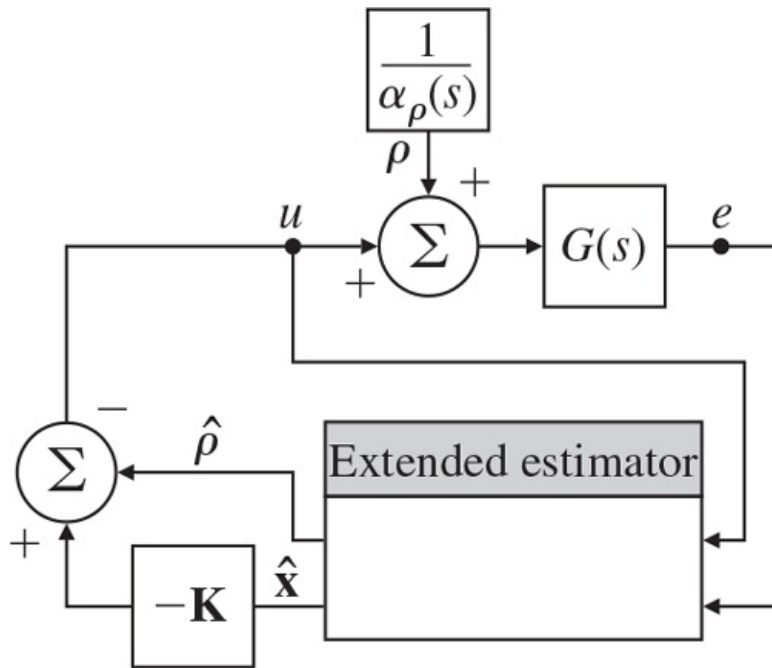 1
α_ρ(s)
ρ
+
u
Σ
+
G(s)
e
−
ρ̂
Extended estimator
Σ
+
−K
x̂